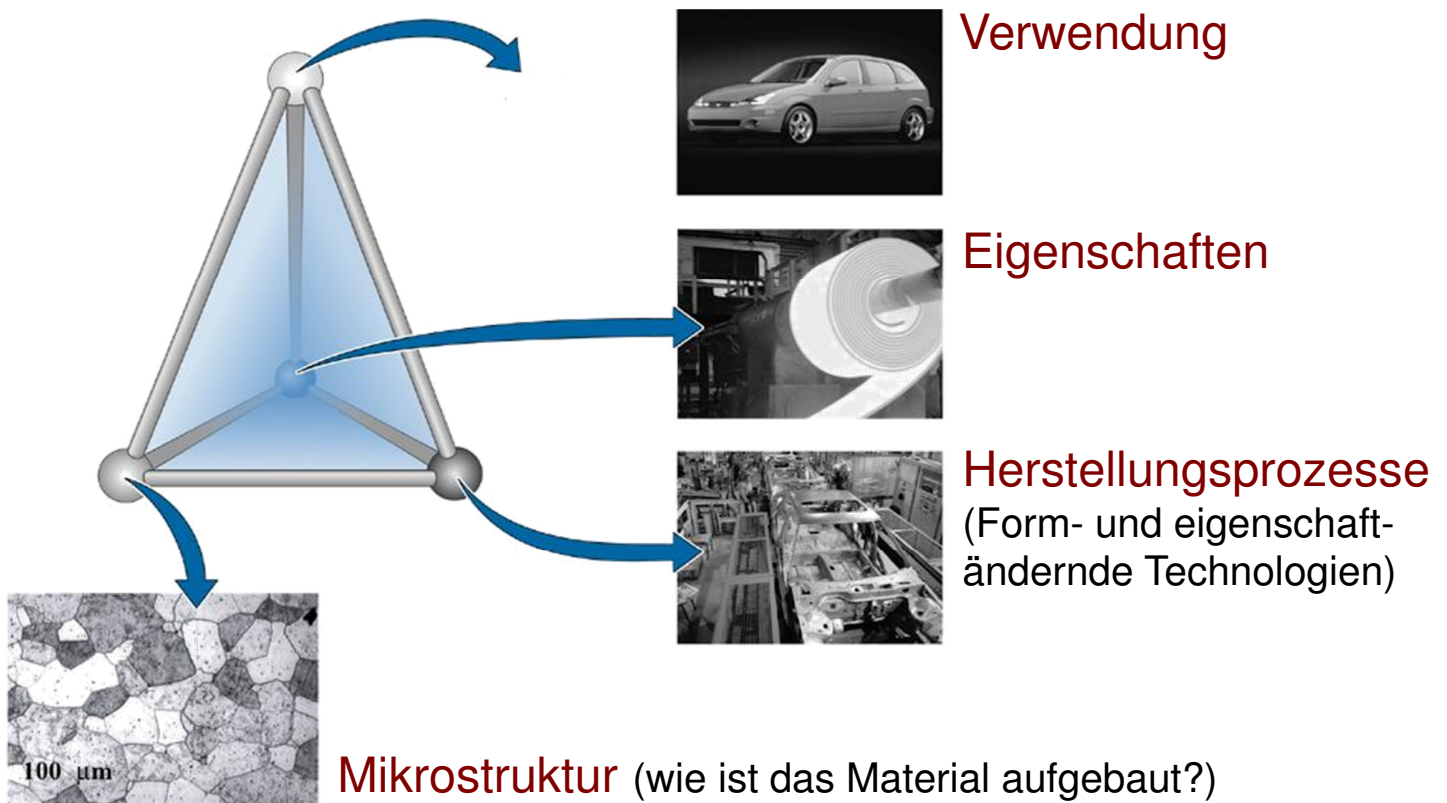 Verwendung
Eigenschaften
Herstellungsprozesse
(Form- und eigenschaft-
ändernde Technologien)
100 µm
Mikrostruktur (wie ist das Material aufgebaut?)